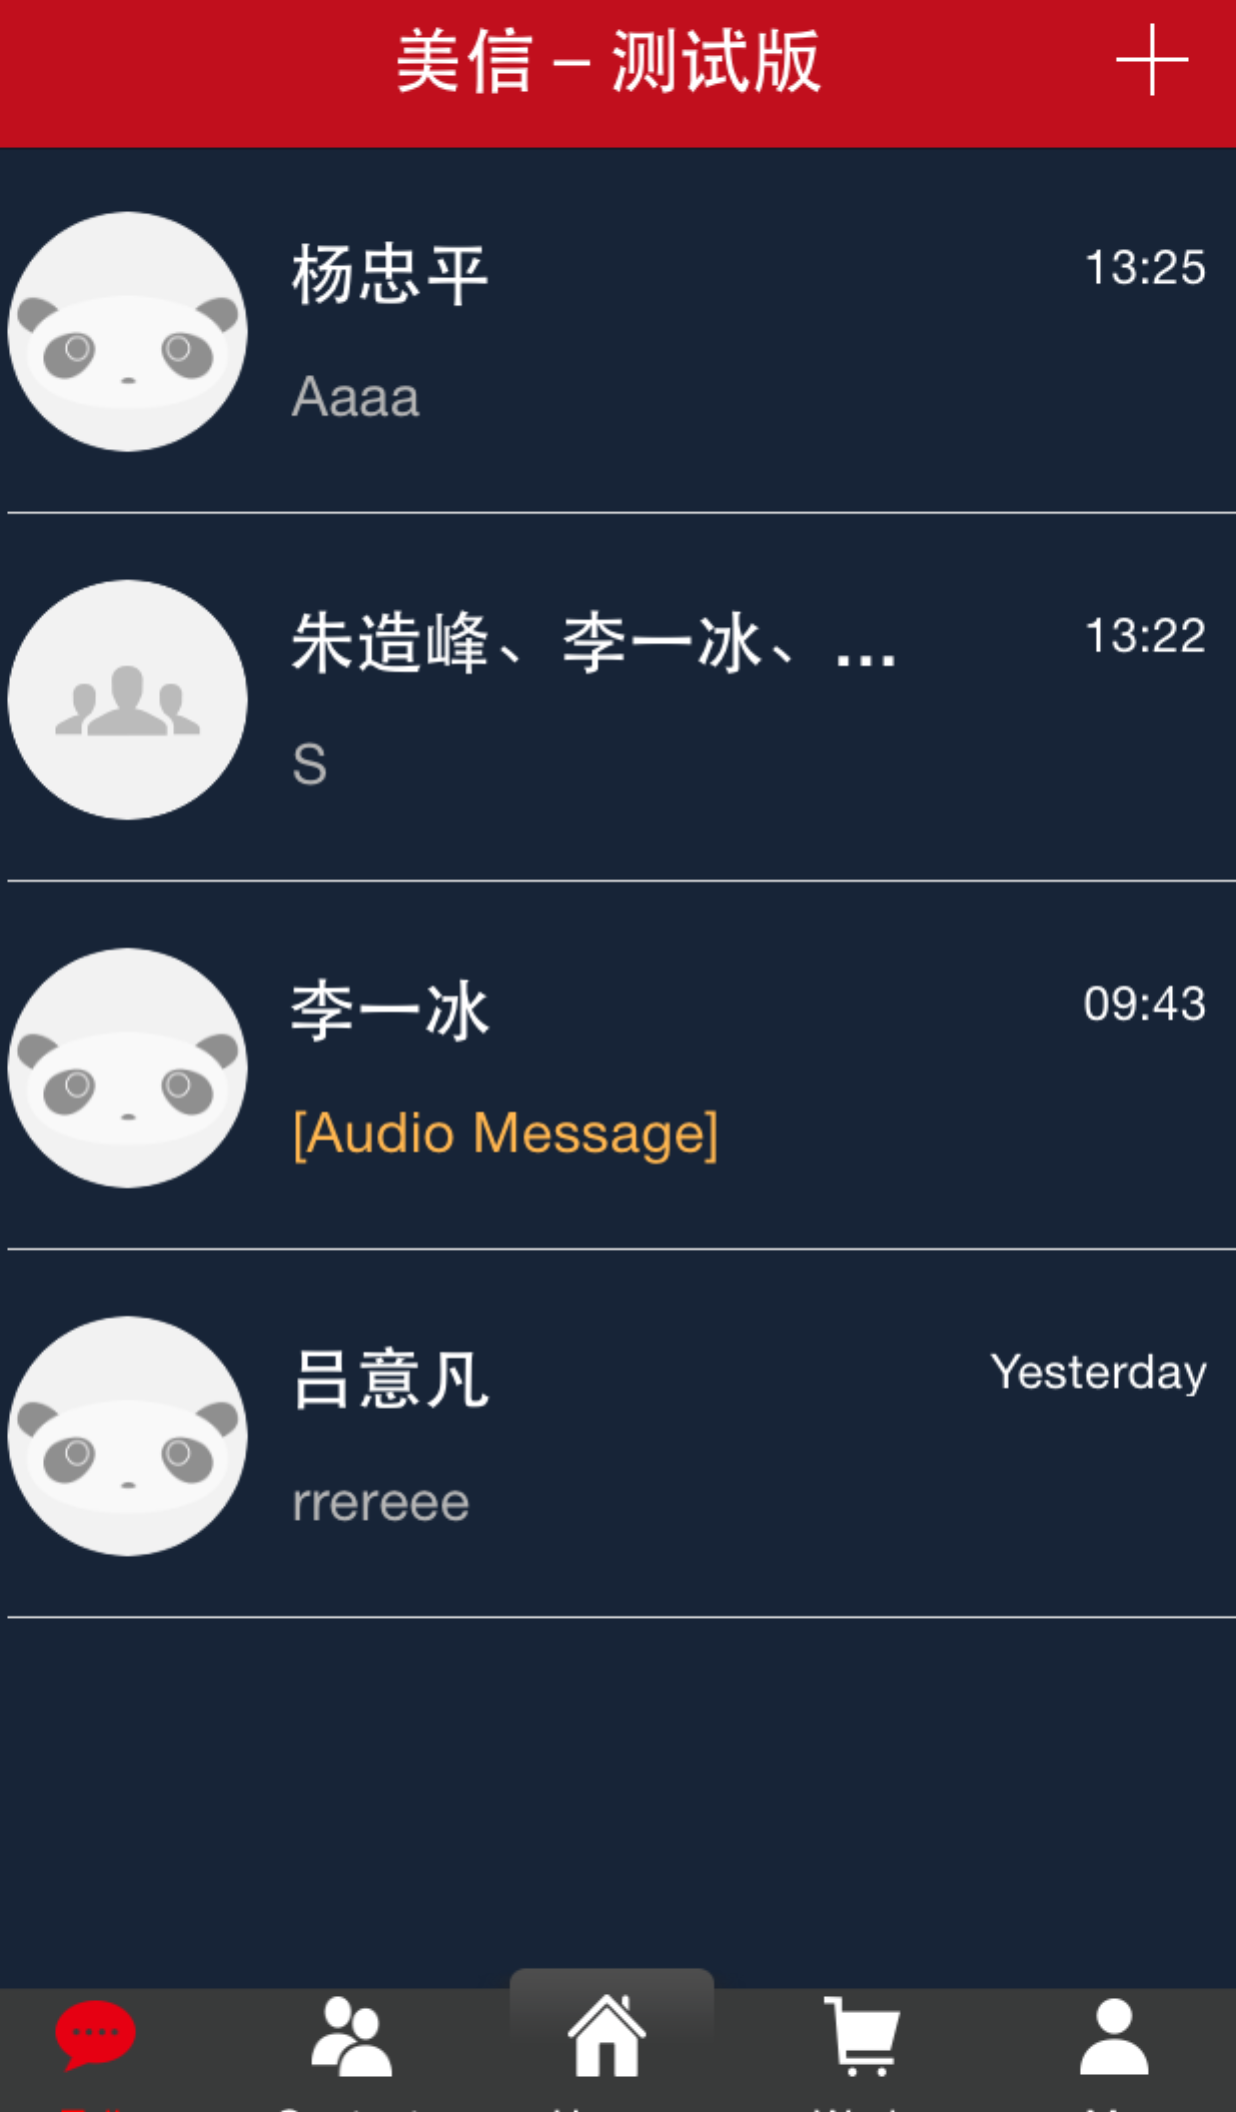 美信 – 测试版
杨忠平
13:25
Aaaa
朱造峰、李一冰、...
13:22
S
李一冰
09:43
[Audio Message]
吕意凡
Yesterday
rrereee